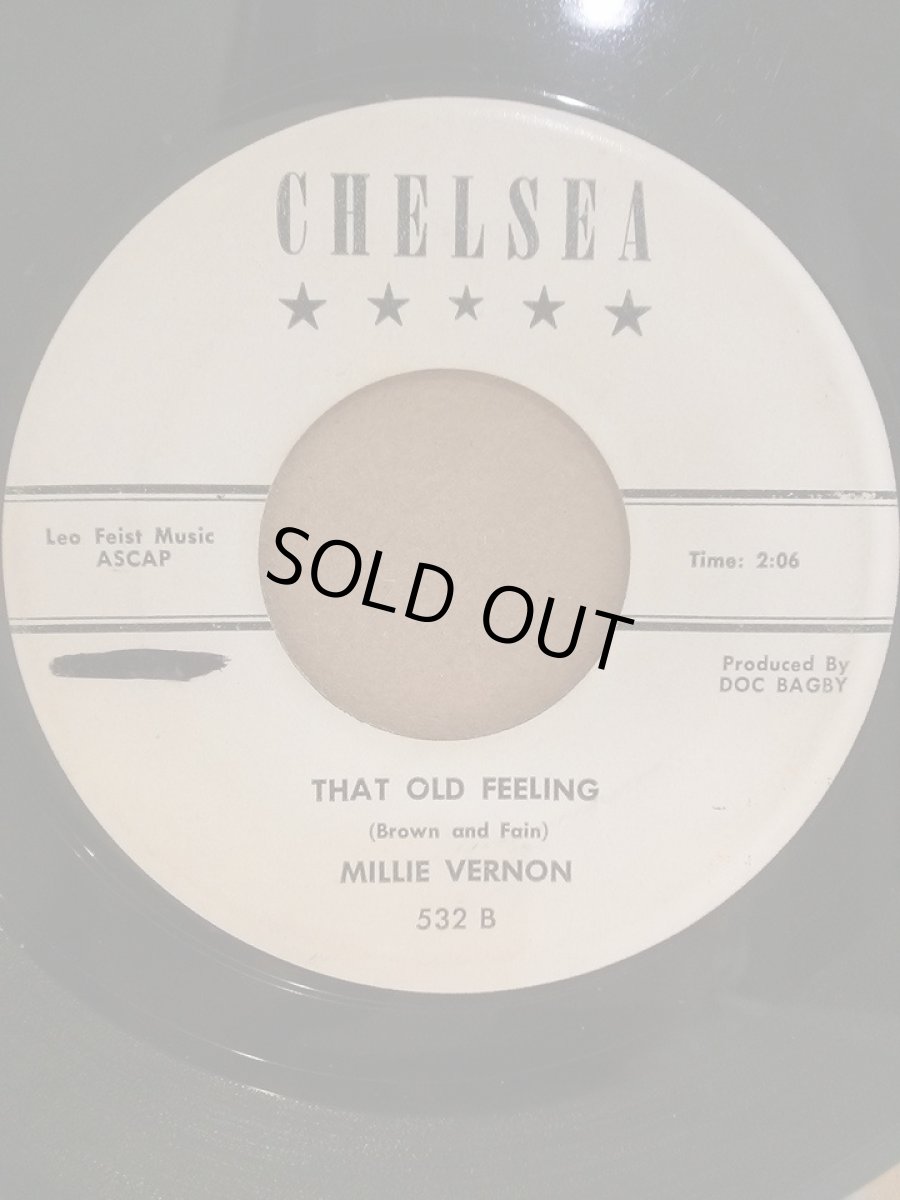 CHELSEA
Leo Feist Music
ASCAP
Time: 2:06
SOLD OUT
Produced By
DOC BAGBY
THAT OLD FEELING
(Brown and Fain)
MILLIE VERNON
532 B